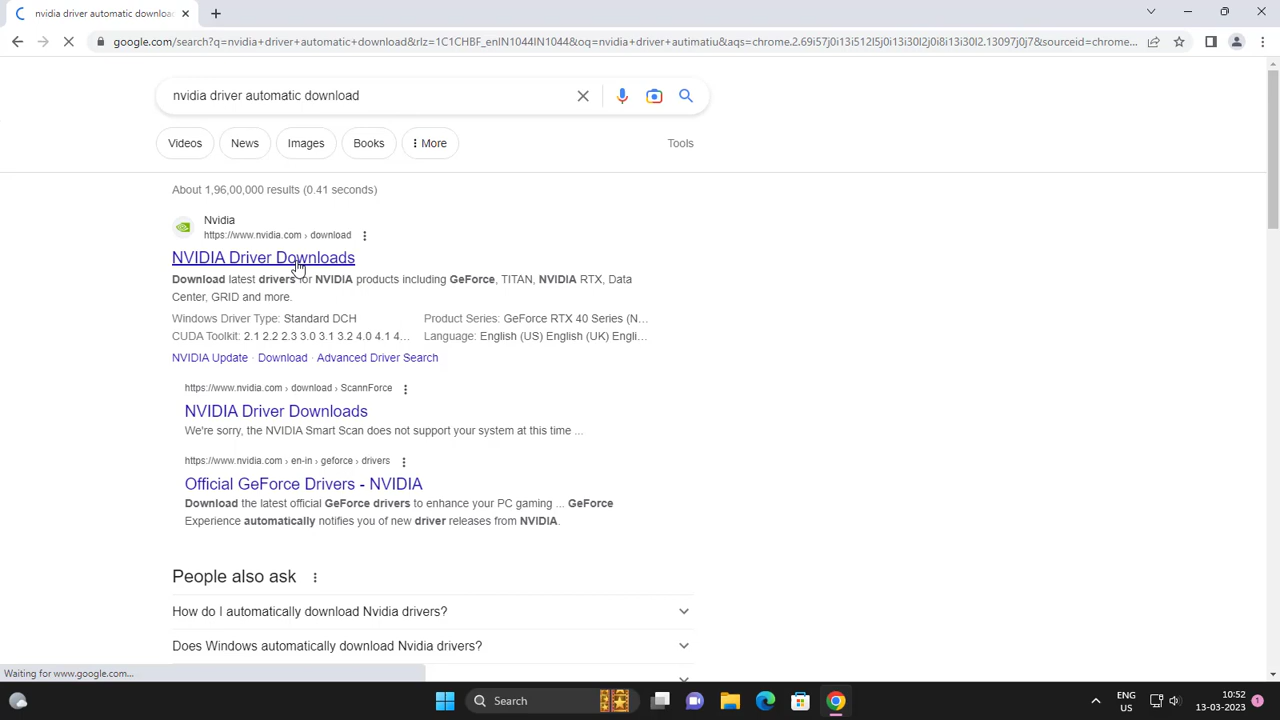 nvidia driver automatic downloa
google.com/search?q=nvidia+driver+automatic+download&rlz=1C1CHBF_enIN1044IN1044&oq=nvidia+driver+autimatiu&aqs=chrome.2.69i57j0i13i512l5j0i13i30l2j0i8i13i30l2.13097j0j7&sourceid=chrome...
nvidia driver automatic download
Videos
News
Images
Books
More
Tools
About 1,96,00,000 results (0.41 seconds)
Nvidia
https://www.nvidia.com › download
NVIDIA Driver Downloads
Download latest drivers for NVIDIA products including GeForce, TITAN, NVIDIA RTX, Data
Center, GRID and more.
Windows Driver Type: Standard DCH
Product Series: GeForce RTX 40 Series (N...
CUDA Toolkit: 2.1 2.2 2.3 3.0 3.1 3.2 4.0 4.1 4...
Language: English (US) English (UK) Engli...
NVIDIA Update · Download · Advanced Driver Search
https://www.nvidia.com › download › ScannForce
NVIDIA Driver Downloads
We're sorry, the NVIDIA Smart Scan does not support your system at this time ...
https://www.nvidia.com › en-in › geforce › drivers
Official GeForce Drivers - NVIDIA
Download the latest official GeForce drivers to enhance your PC gaming ... GeForce
Experience automatically notifies you of new driver releases from NVIDIA.
People also ask
How do I automatically download Nvidia drivers?
Does Windows automatically download Nvidia drivers?
Waiting for www.google.com...
Search
ENG
US
10:52
13-03-2023
1